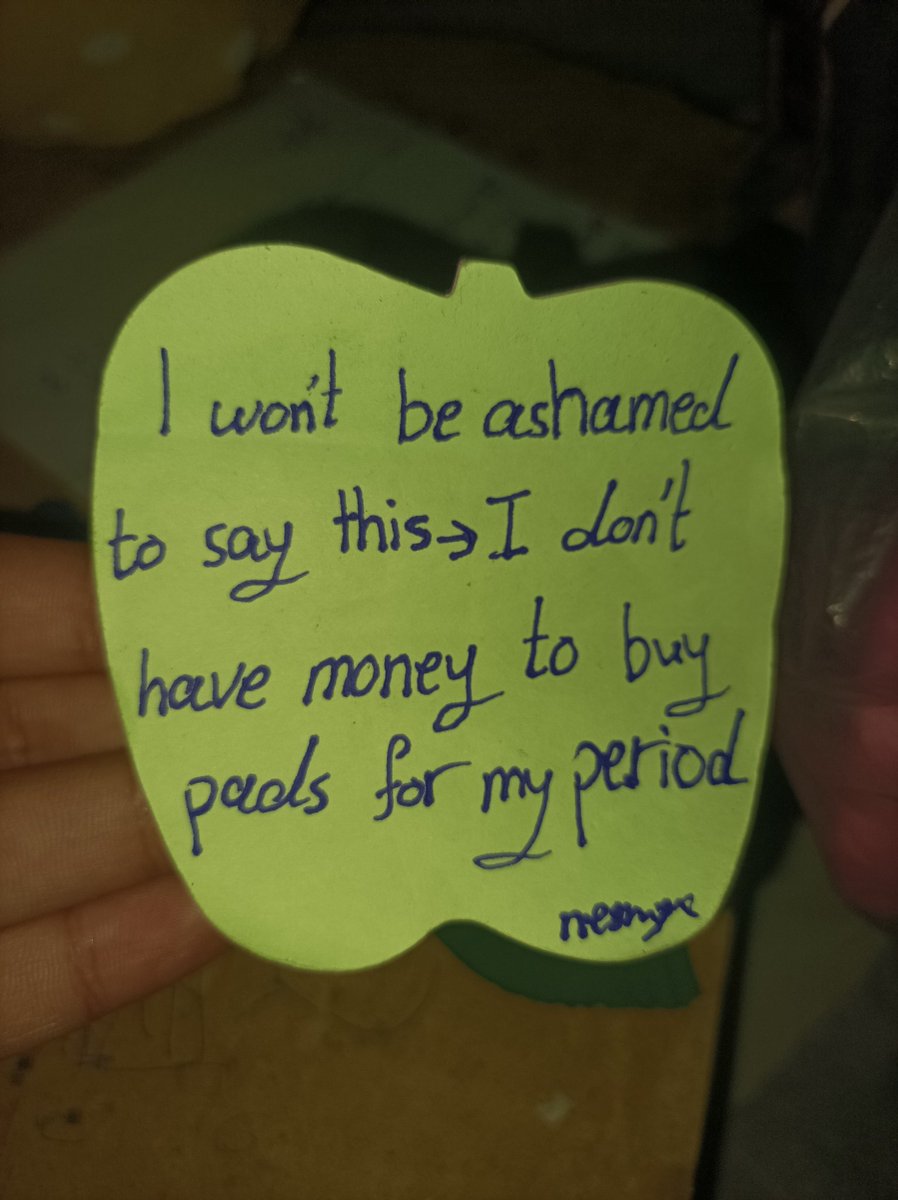 I won't be ashamed
to say this→I don't
have money to buy
pads for my period